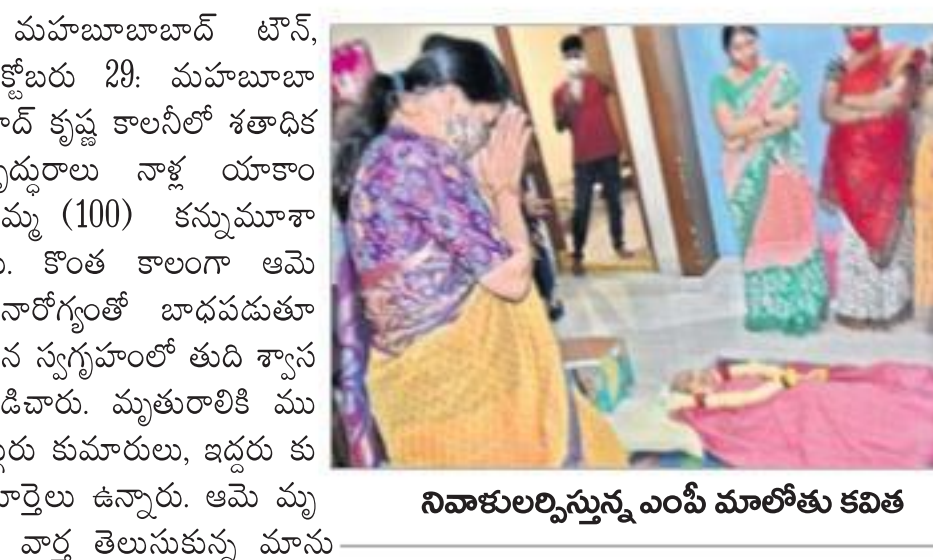 మహబూబాబాద్ టౌన్,
క్టోబరు 29: మహబూబా
ాద్ కృష్ణ కాలనీలో శతాధిక
ృద్ధురాలు నాళ్ల యాకాం
మ్మ (100) కన్నుమూశా
ు. కొంత కాలంగా ఆమె
నారోగ్యంతో బాధపడుతూ
న స్వగృహంలో తుది శ్వాస
డిచారు. మృతురాలికి ము
్గురు కుమారులు, ఇద్దరు కు
ార్తెలు ఉన్నారు. ఆమె మృ
వార్త తెలుసుకున్న మాను
నివాళులర్పిస్తున్న ఎంపీ మాలోతు కవిత